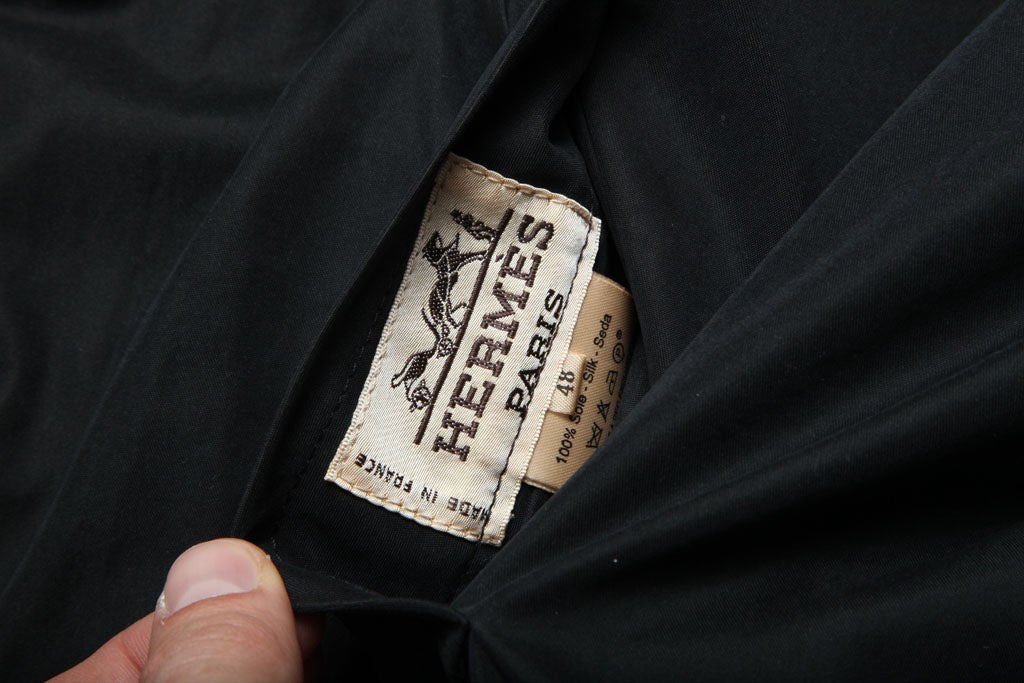 HERMÈS
PARIS
MADE IN FRANCE
48
100% Soie - Silk - Seda